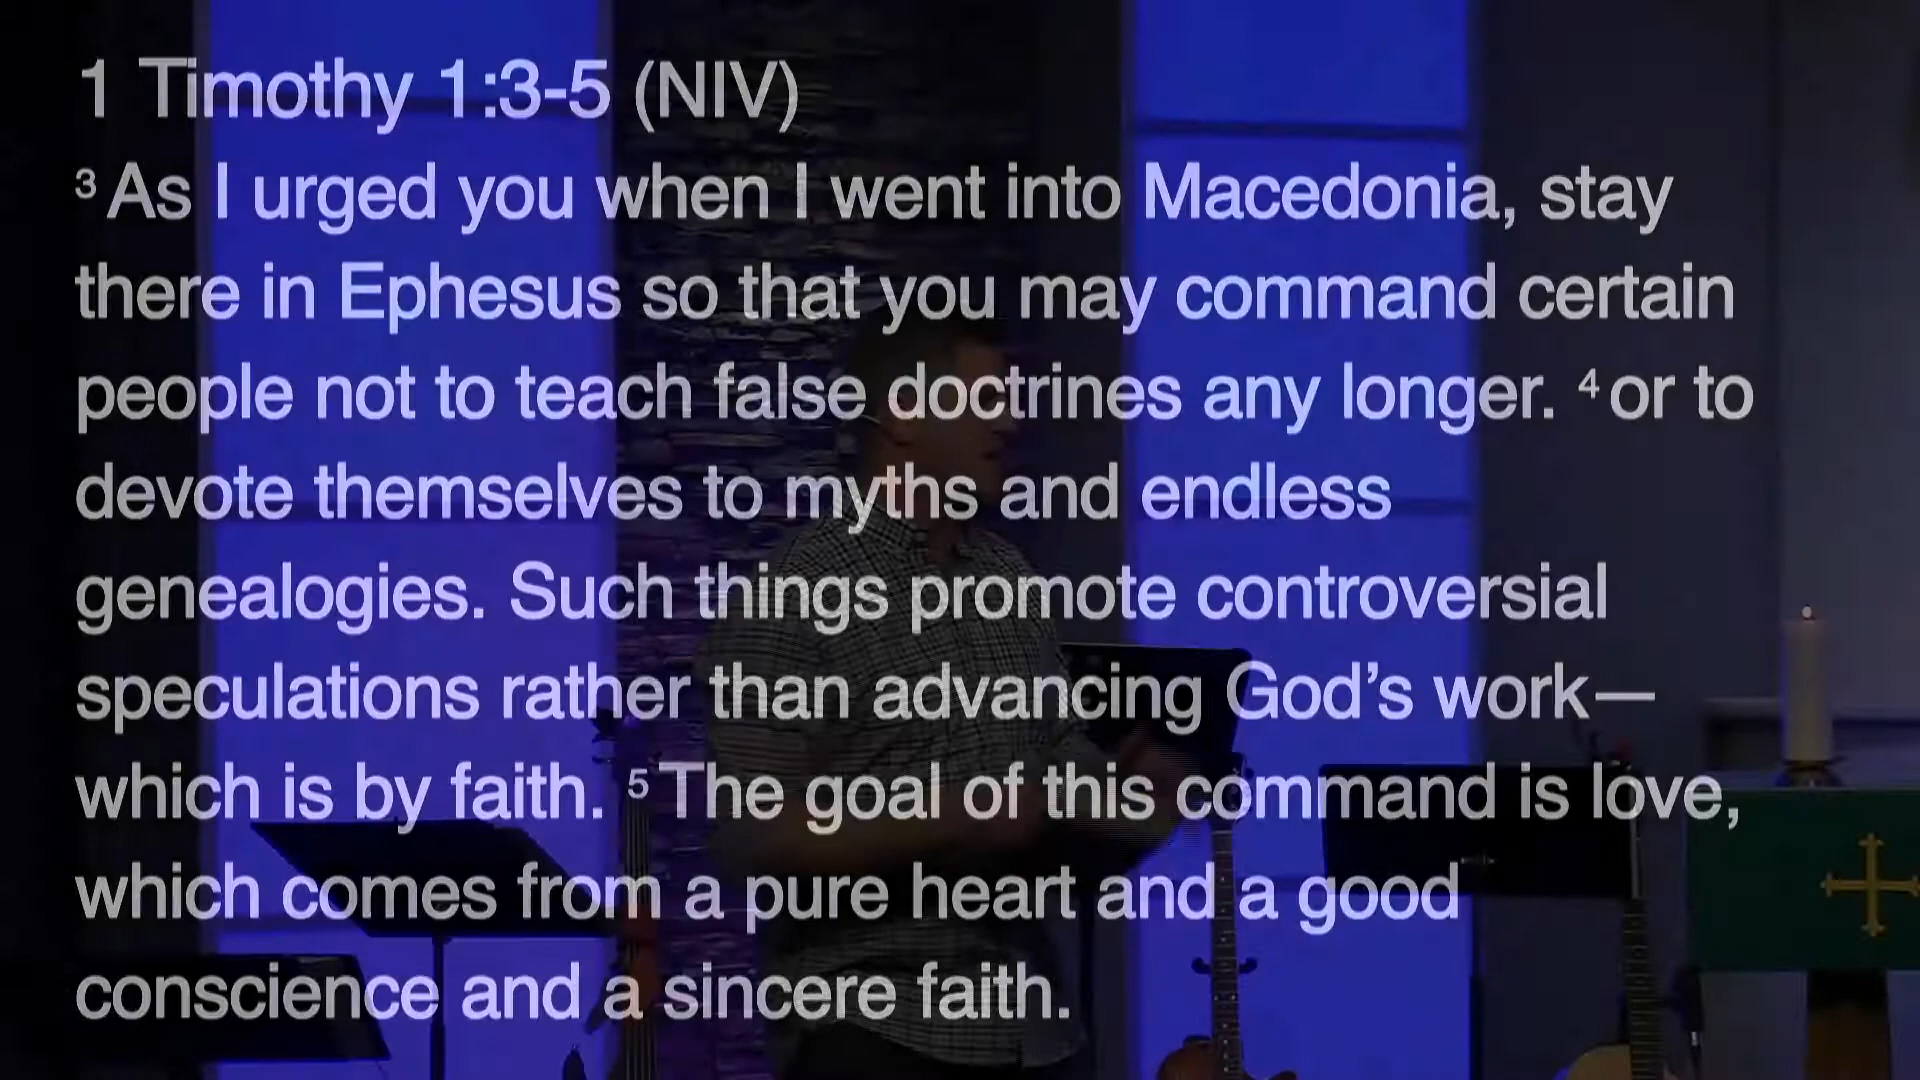 1 Timothy 1:3-5 (NIV)
³ As I urged you when I went into Macedonia, stay
there in Ephesus so that you may command certain
people not to teach false doctrines any longer. ⁴ or to
devote themselves to myths and endless
genealogies. Such things promote controversial
speculations rather than advancing God’s work—
which is by faith. ⁵ The goal of this command is love,
which comes from a pure heart and a good
conscience and a sincere faith.